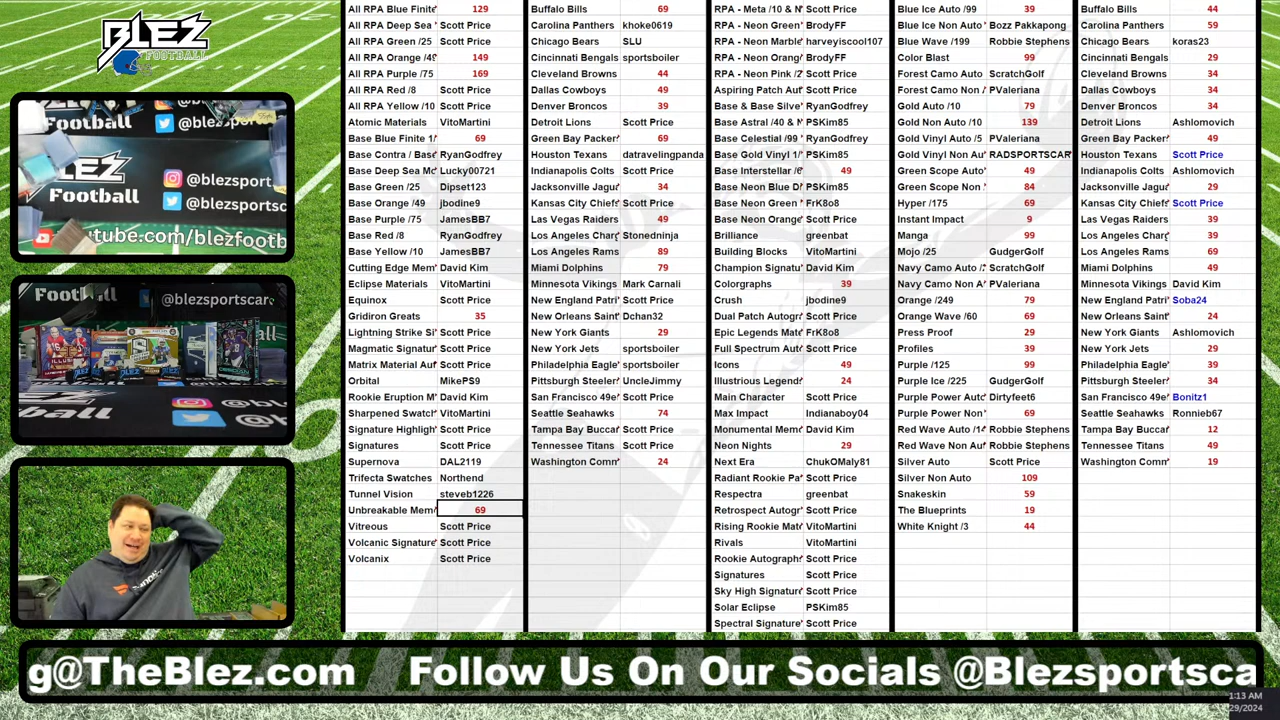 BLEZ
FOOTBALL
Football
BLEZ
Football
@blezsport
@blezsport
tube.com/blezfootb
Football
@blezsportscar
All RPA Blue Finit 129
All RPA Deep Sea Scott Price
All RPA Green /25 Scott Price
All RPA Orange /49 149
All RPA Purple /75 169
All RPA Red /8 Scott Price
All RPA Yellow /10 Scott Price
Atomic Materials VitoMartini
Base Blue Finite 1/ 69
Base Contra / Base RyanGodfrey
Base Deep Sea Mo Lucky00721
Base Green /25 Dipset123
Base Orange /49 jbodine9
Base Purple /75 JamesBB7
Base Red /8 RyanGodfrey
Base Yellow /10 JamesBB7
Cutting Edge Mem David Kim
Eclipse Materials VitoMartini
Equinox Scott Price
Gridiron Greats 35
Lightning Strike Si Scott Price
Magmatic Signatur Scott Price
Matrix Material Aut Scott Price
Orbital MikePS9
Rookie Eruption M David Kim
Sharpened Swatch VitoMartini
Signature Highligh Scott Price
Signatures Scott Price
Supernova DAL2119
Trifecta Swatches Northend
Tunnel Vision steveb1226
Unbreakable Mem 69
Vitreous Scott Price
Volcanic Signature Scott Price
Volcanix Scott Price
Buffalo Bills 69
Carolina Panthers khoke0619
Chicago Bears SLU
Cincinnati Bengals sportsboiler
Cleveland Browns 44
Dallas Cowboys 49
Denver Broncos 39
Detroit Lions Scott Price
Green Bay Packer 69
Houston Texans datravelingpanda
Indianapolis Colts Scott Price
Jacksonville Jagu 34
Kansas City Chief Scott Price
Las Vegas Raiders 49
Los Angeles Charg Stonedninja
Los Angeles Rams 89
Miami Dolphins 79
Minnesota Vikings Mark Carnali
New England Patri Scott Price
New Orleans Saint Dchan32
New York Giants 29
New York Jets sportsboiler
Philadelphia Eagle sportsboiler
Pittsburgh Steeler UncleJimmy
San Francisco 49e Scott Price
Seattle Seahawks 74
Tampa Bay Buccan Scott Price
Tennessee Titans Scott Price
Washington Comm 24
RPA - Meta /10 & N Scott Price
RPA - Neon Green BrodyFF
RPA - Neon Marble harveyiscool107
RPA - Neon Orang BrodyFF
RPA - Neon Pink /2 Scott Price
Aspiring Patch Aut Scott Price
Base & Base Silve RyanGodfrey
Base Astral /40 & N PSKim85
Base Celestial /99 RyanGodfrey
Base Gold Vinyl 1/ PSKim85
Base Interstellar /6 49
Base Neon Blue D PSKim85
Base Neon Green FrK8o8
Base Neon Orange Scott Price
Brilliance greenbat
Building Blocks VitoMartini
Champion Signatu David Kim
Colorgraphs 39
Crush jbodine9
Dual Patch Autogr Scott Price
Epic Legends Mate FrK8o8
Full Spectrum Aut Scott Price
Icons 49
Illustrious Legend 24
Main Character Scott Price
Max Impact Indianaboy04
Monumental Mem David Kim
Neon Nights 29
Next Era ChukOMaly81
Radiant Rookie Pa Scott Price
Respectra greenbat
Retrospect Autogr Scott Price
Rising Rookie Mat VitoMartini
Rivals VitoMartini
Rookie Autograph Scott Price
Signatures Scott Price
Sky High Signatur Scott Price
Solar Eclipse PSKim85
Spectral Signature Scott Price
Blue Ice Auto /99 39
Blue Ice Non Auto Bozz Pakkapong
Blue Wave /199 Robbie Stephens
Color Blast 99
Forest Camo Auto ScratchGolf
Forest Camo Non / PValeriana
Gold Auto /10 79
Gold Non Auto /10 139
Gold Vinyl Auto /5 PValeriana
Gold Vinyl Non Au RADSPORTSCAR
Green Scope Auto 49
Green Scope Non 84
Hyper /175 69
Instant Impact 9
Manga 99
Mojo /25 GudgerGolf
Navy Camo Auto / ScratchGolf
Navy Camo Non A PValeriana
Orange /249 79
Orange Wave /60 69
Press Proof 29
Profiles 39
Purple /125 99
Purple Ice /225 GudgerGolf
Purple Power Auto Dirtyfeet6
Purple Power Non 69
Red Wave Auto /14 Robbie Stephens
Red Wave Non Au Robbie Stephens
Silver Auto Scott Price
Silver Non Auto 109
Snakeskin 59
The Blueprints 19
White Knight /3 44
Buffalo Bills 44
Carolina Panthers 59
Chicago Bears koras23
Cincinnati Bengals 29
Cleveland Browns 34
Dallas Cowboys 34
Denver Broncos 34
Detroit Lions Ashlomovich
Green Bay Packer 49
Houston Texans Scott Price
Indianapolis Colts Ashlomovich
Jacksonville Jagu 29
Kansas City Chief Scott Price
Las Vegas Raiders 39
Los Angeles Charg 39
Los Angeles Rams 69
Miami Dolphins 49
Minnesota Vikings David Kim
New England Patri Soba24
New Orleans Saint 24
New York Giants Ashlomovich
New York Jets 29
Philadelphia Eagle 39
Pittsburgh Steeler 34
San Francisco 49e Bonitz1
Seattle Seahawks Ronnieb67
Tampa Bay Buccar 12
Tennessee Titans 49
Washington Comm 19
g@TheBlez.com Follow Us On Our Socials @Blezsportsca
1:13 AM
29/2024